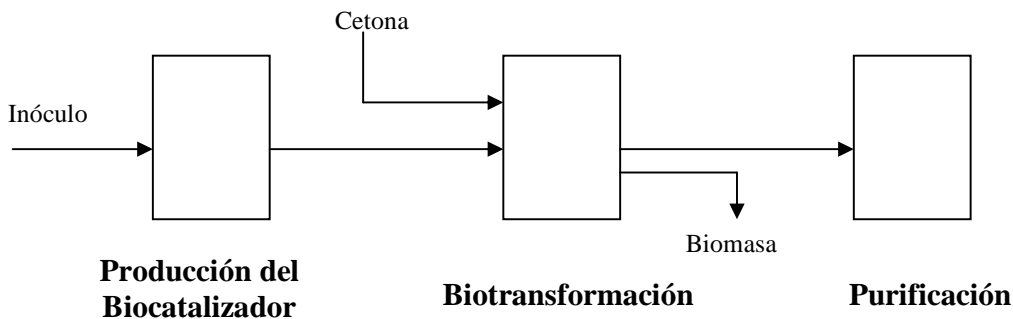 Cetona
Inóculo
Biomasa
Producción del
Biocatalizador
Biotransformación
Purificación